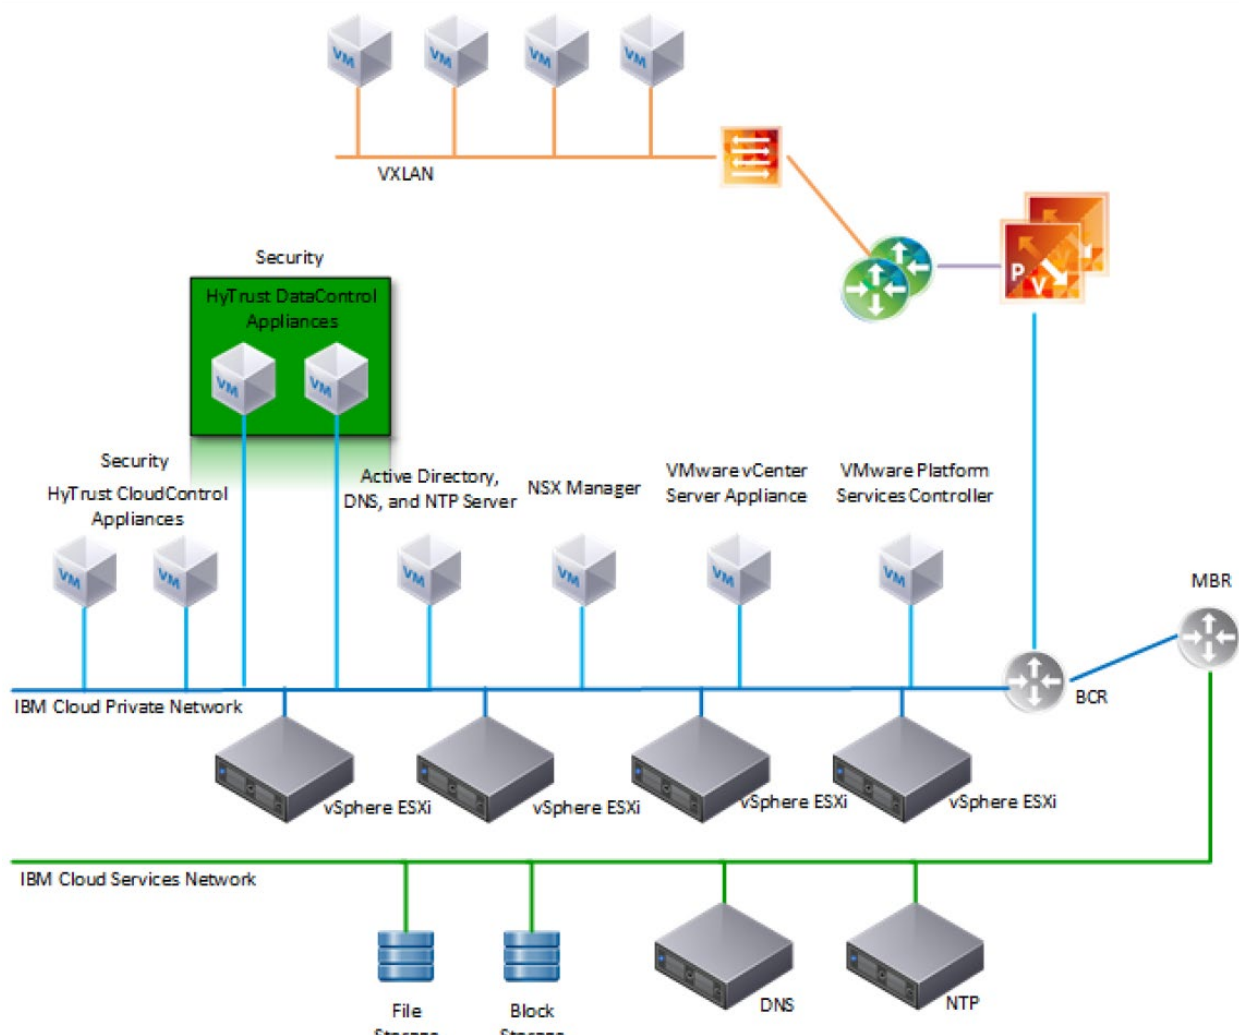 VM
VM
VM
VM
VXLAN
P
V
Security
HyTrust DataControl
Appliances
VM
VM
Security
HyTrust CloudControl
Appliances
VM
VM
Active Directory,
DNS, and NTP Server
VM
NSX Manager
VM
VMware vCenter
Server Appliance
VM
VMware Platform
Services Controller
VM
MBR
BCR
IBM Cloud Private Network
vSphere ESXi
vSphere ESXi
vSphere ESXi
vSphere ESXi
IBM Cloud Services Network
File
Storage
Block
Storage
DNS
NTP